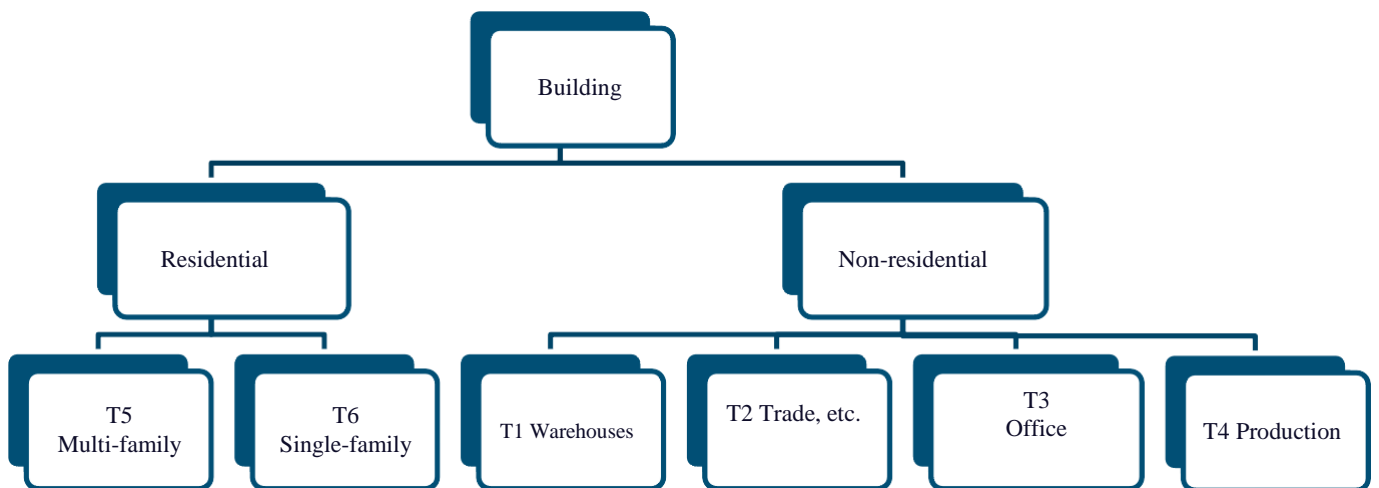 Building
Residential
Non-residential
T5
Multi-family
T6
Single-family
T1 Warehouses
T2 Trade, etc.
T3
Office
T4 Production